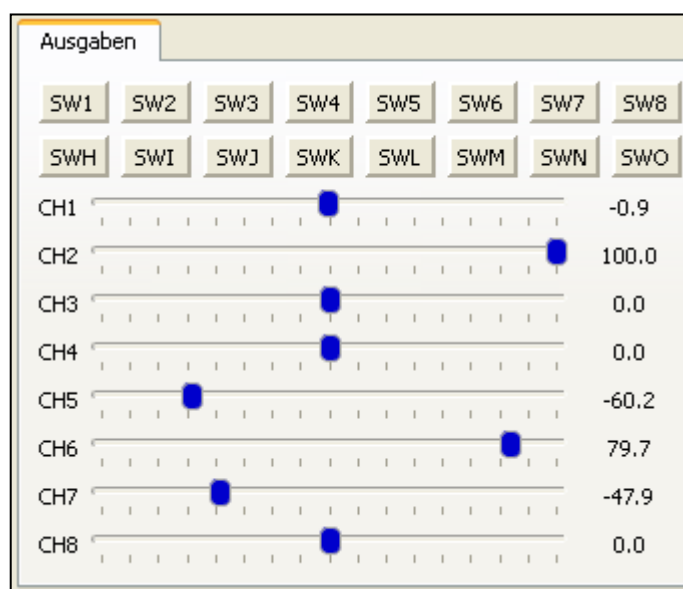 Ausgaben
SW1 SW2 SW3 SW4 SW5 SW6 SW7 SW8
SWH SWI SWJ SWK SWL SWM SWN SWO
CH1 -0.9
CH2 100.0
CH3 0.0
CH4 0.0
CH5 -60.2
CH6 79.7
CH7 -47.9
CH8 0.0